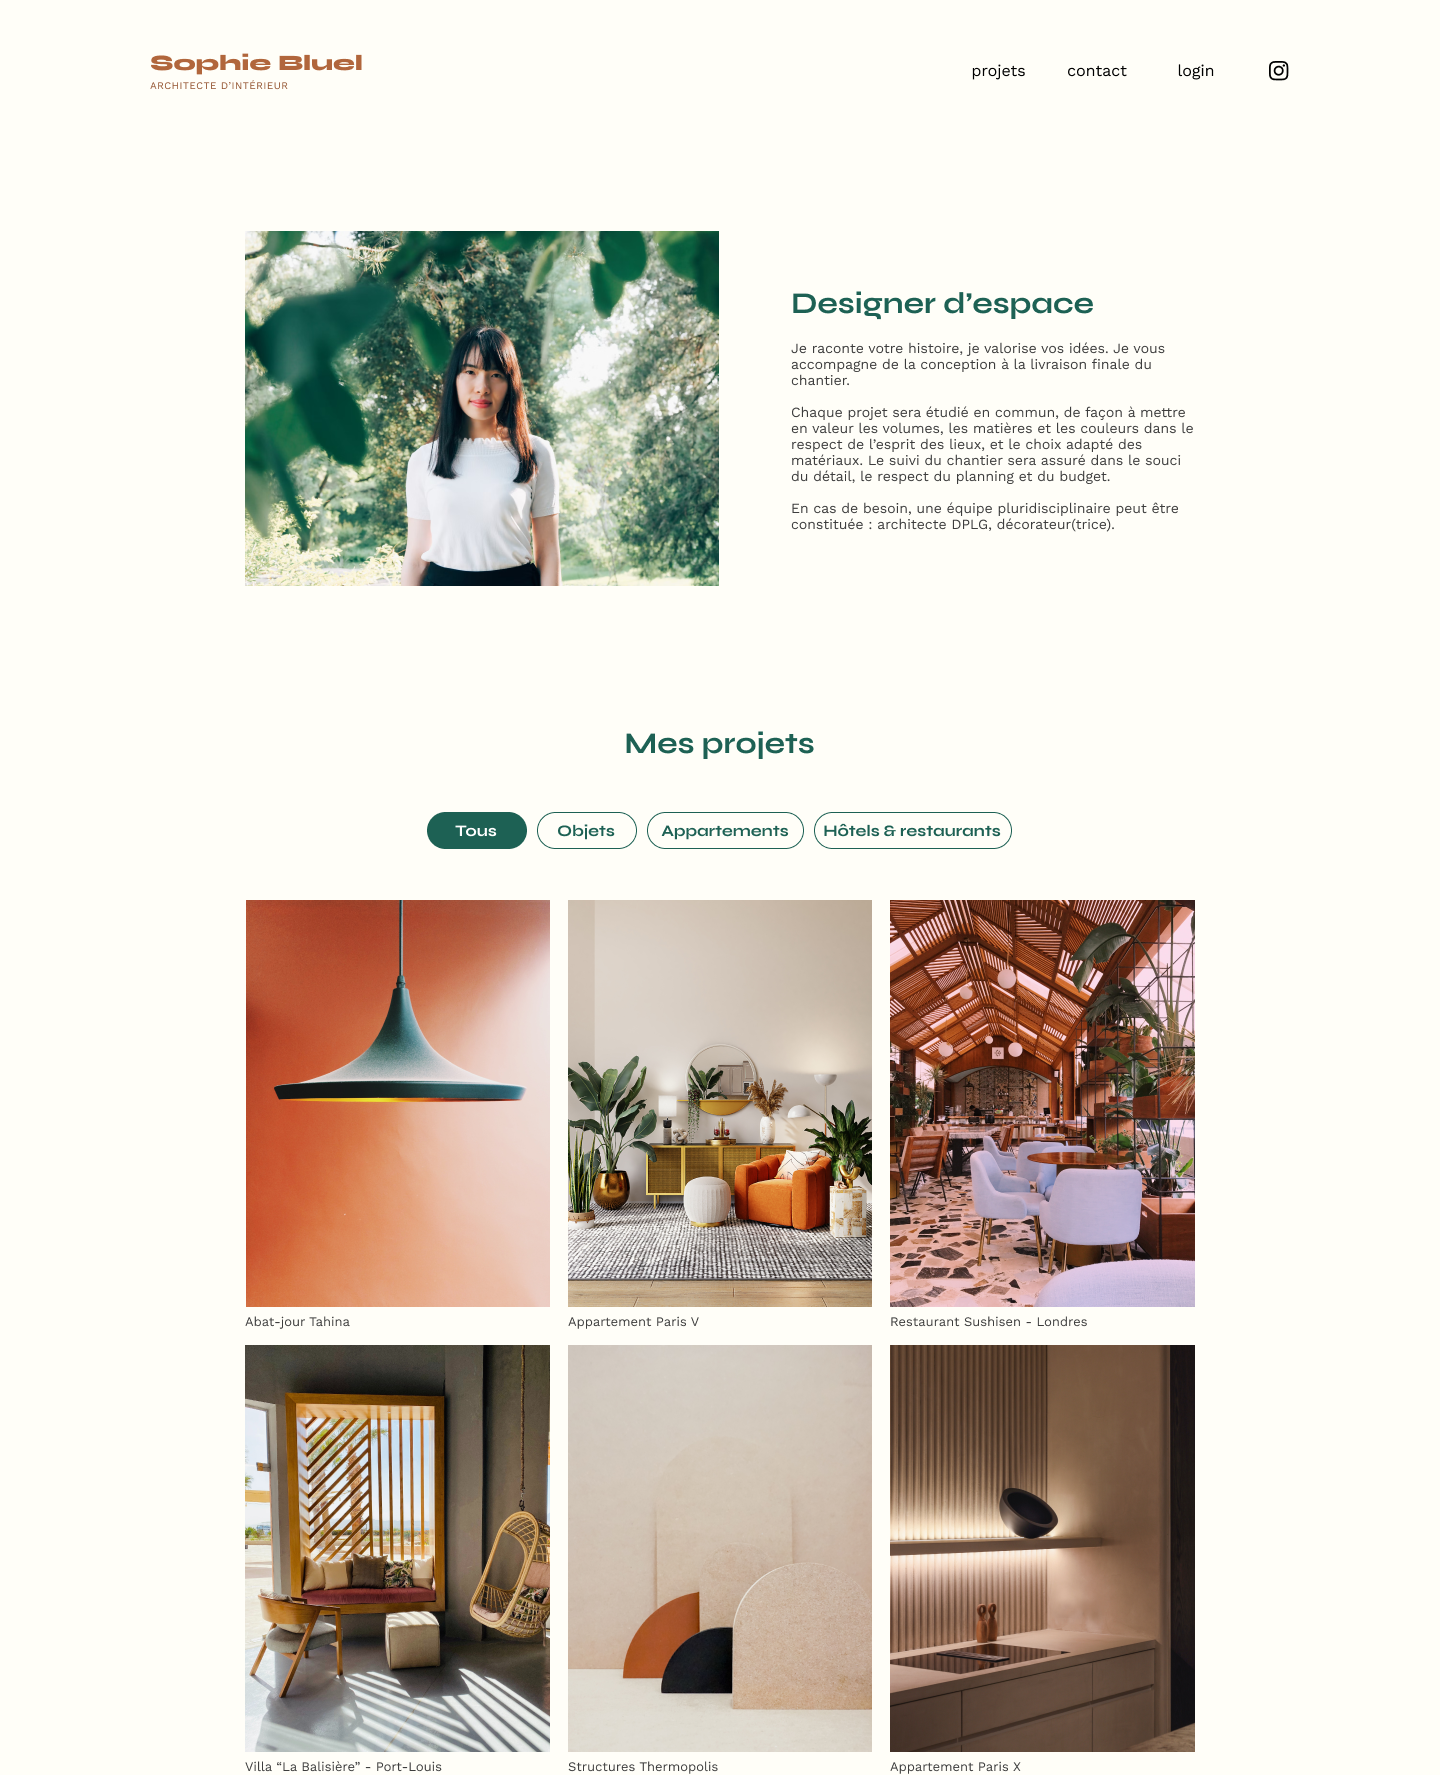 Sophie Bluel
ARCHITECTE D’INTÉRIEUR
projets contact login
Designer d’espace
Je raconte votre histoire, je valorise vos idées. Je vous
accompagne de la conception à la livraison finale du
chantier.
Chaque projet sera étudié en commun, de façon à mettre
en valeur les volumes, les matières et les couleurs dans le
respect de l’esprit des lieux, et le choix adapté des
matériaux. Le suivi du chantier sera assuré dans le souci
du détail, le respect du planning et du budget.
En cas de besoin, une équipe pluridisciplinaire peut être
constituée : architecte DPLG, décorateur(trice).
Mes projets
Tous Objets Appartements Hôtels & restaurants
Abat-jour Tahina
Appartement Paris V
Restaurant Sushisen - Londres
Villa “La Balisière” - Port-Louis
Structures Thermopolis
Appartement Paris X